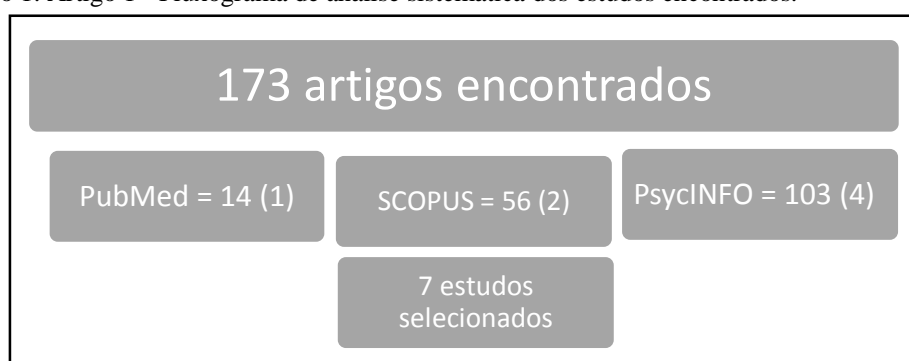 1. Artigo 1 - Fluxograma de análise sistemática dos estudos encontrados.
173 artigos encontrados
PubMed = 14 (1)
SCOPUS = 56 (2)
PsycINFO = 103 (4)
7 estudos
selecionados